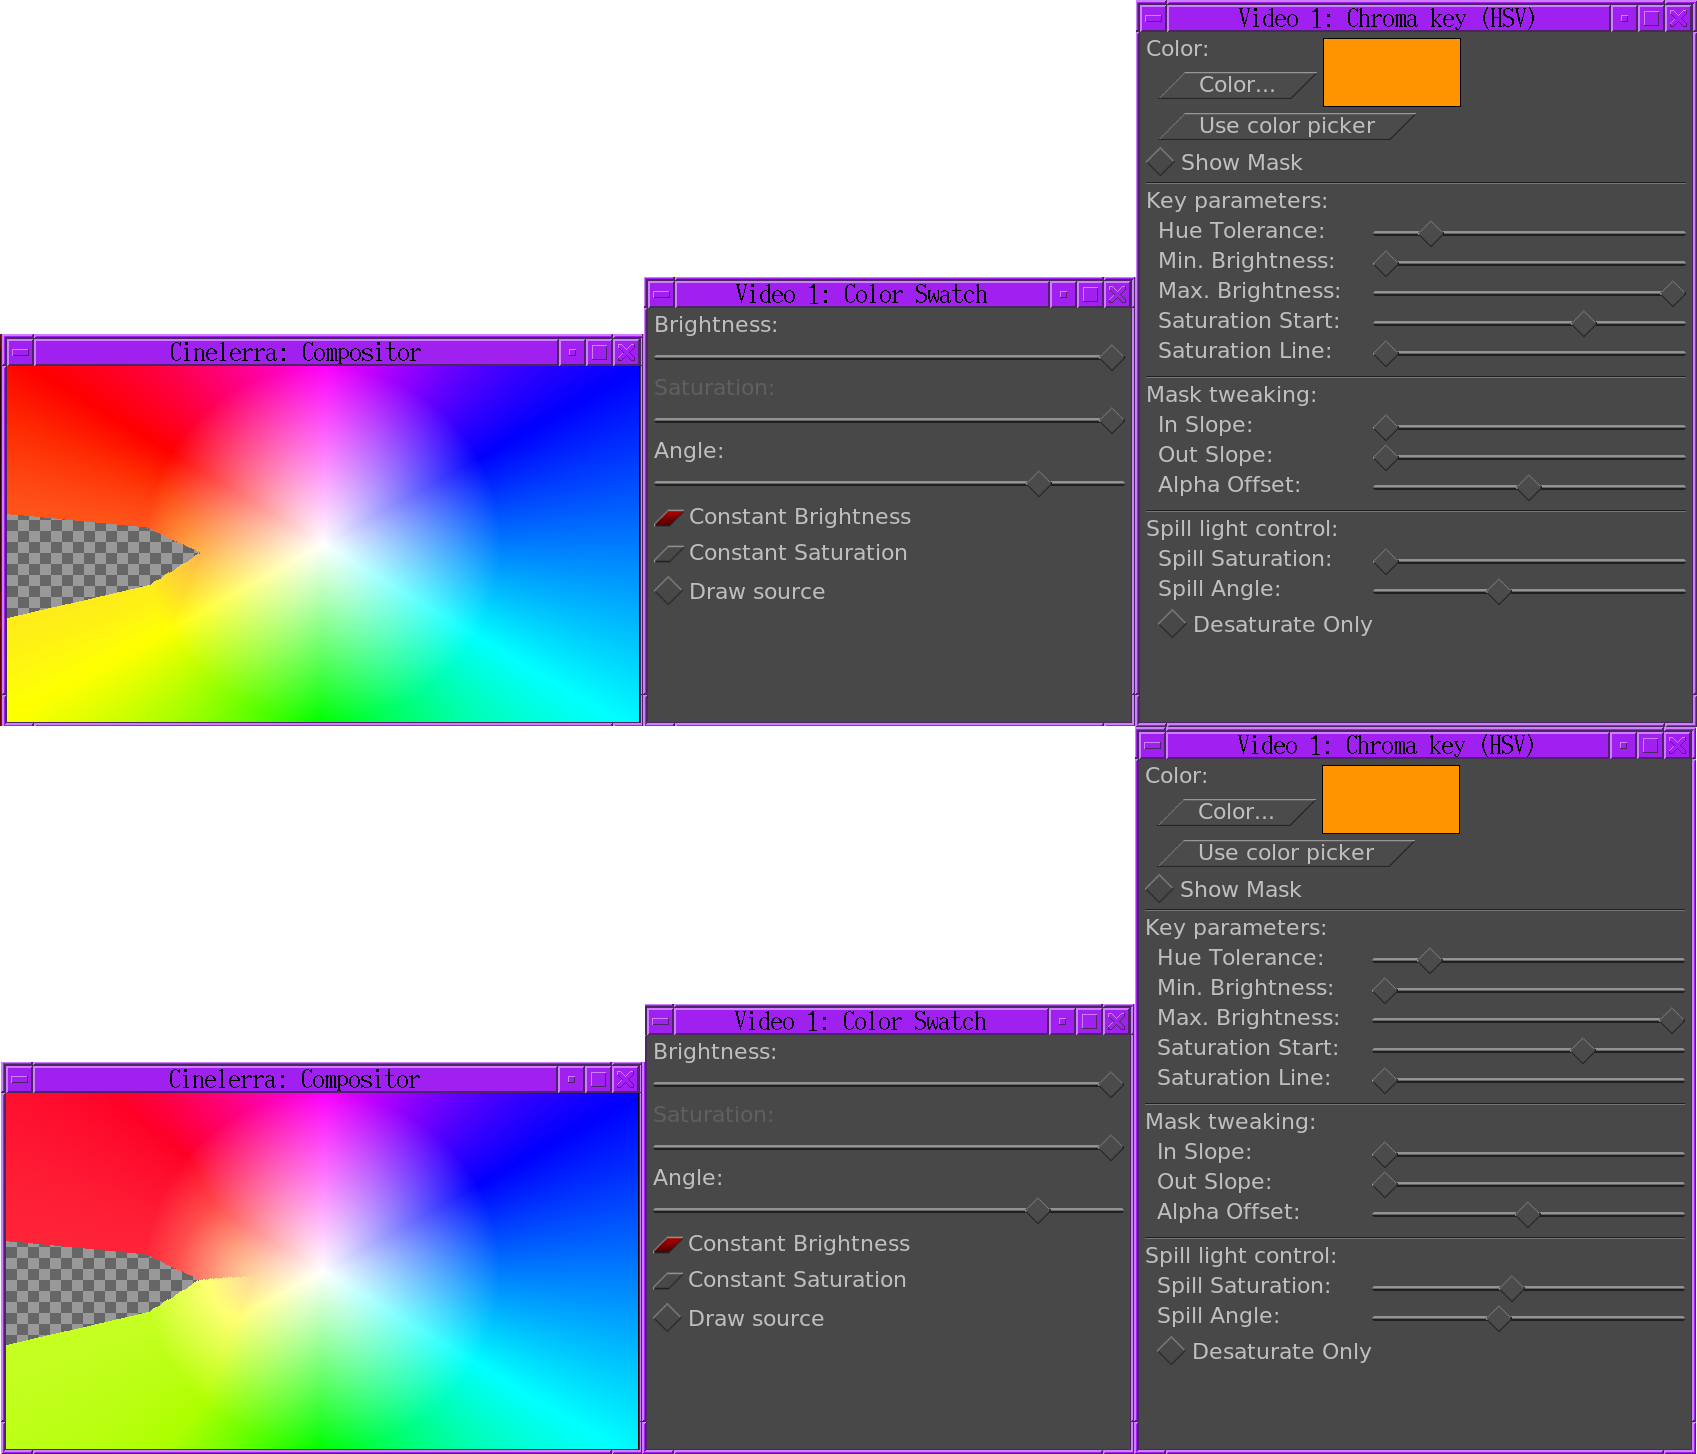 Video 1: Chroma key (HSV)
Color:
Color...
Use color picker
Show Mask
Key parameters:
Hue Tolerance:
Min. Brightness:
Max. Brightness:
Saturation Start:
Saturation Line:
Mask tweaking:
In Slope:
Out Slope:
Alpha Offset:
Spill light control:
Spill Saturation:
Spill Angle:
Desaturate Only
Video 1: Color Swatch
Brightness:
Saturation:
Angle:
Constant Brightness
Constant Saturation
Draw source
Cinelerra: Compositor
Video 1: Chroma key (HSV)
Color:
Color...
Use color picker
Show Mask
Key parameters:
Hue Tolerance:
Min. Brightness:
Max. Brightness:
Saturation Start:
Saturation Line:
Mask tweaking:
In Slope:
Out Slope:
Alpha Offset:
Spill light control:
Spill Saturation:
Spill Angle:
Desaturate Only
Video 1: Color Swatch
Brightness:
Saturation:
Angle:
Constant Brightness
Constant Saturation
Draw source
Cinelerra: Compositor